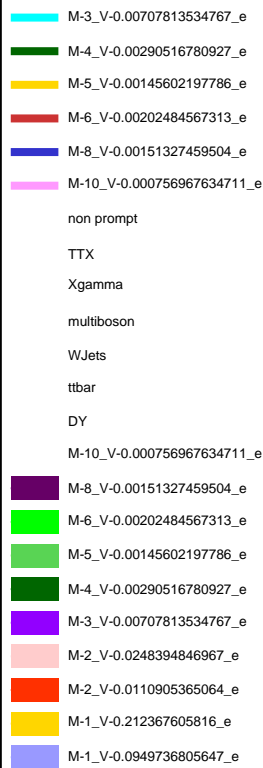 M-3_V-0.00707813534767_e
M-4_V-0.00290516780927_e
M-5_V-0.00145602197786_e
M-6_V-0.00202484567313_e
M-8_V-0.00151327459504_e
M-10_V-0.000756967634711_e
non prompt
TTX
Xgamma
multiboson
WJets
ttbar
DY
M-10_V-0.000756967634711_e
M-8_V-0.00151327459504_e
M-6_V-0.00202484567313_e
M-5_V-0.00145602197786_e
M-4_V-0.00290516780927_e
M-3_V-0.00707813534767_e
M-2_V-0.0248394846967_e
M-2_V-0.0110905365064_e
M-1_V-0.212367605816_e
M-1_V-0.0949736805647_e